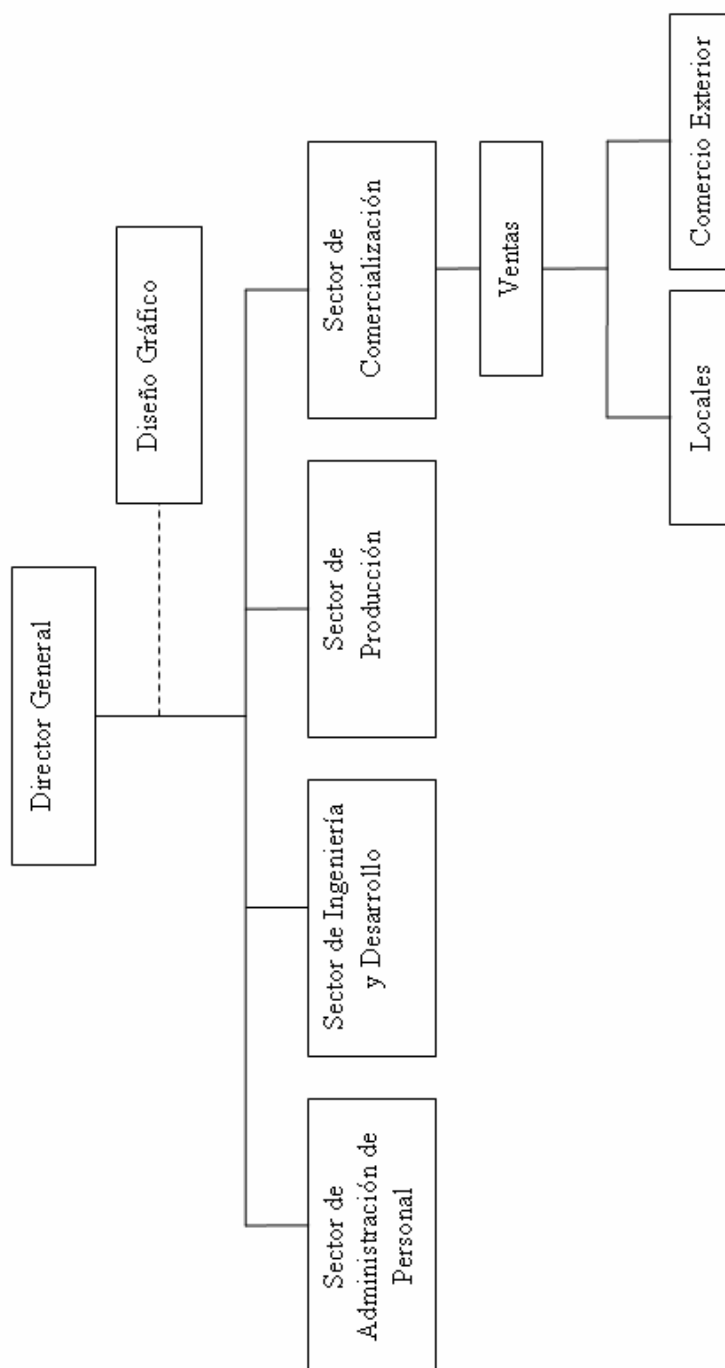 Director General
Diseño Gráfico
Sector de
Administración de
Personal
Sector de Ingeniería
y Desarrollo
Sector de
Producción
Sector de
Comercialización
Ventas
Locales
Comercio Exterior